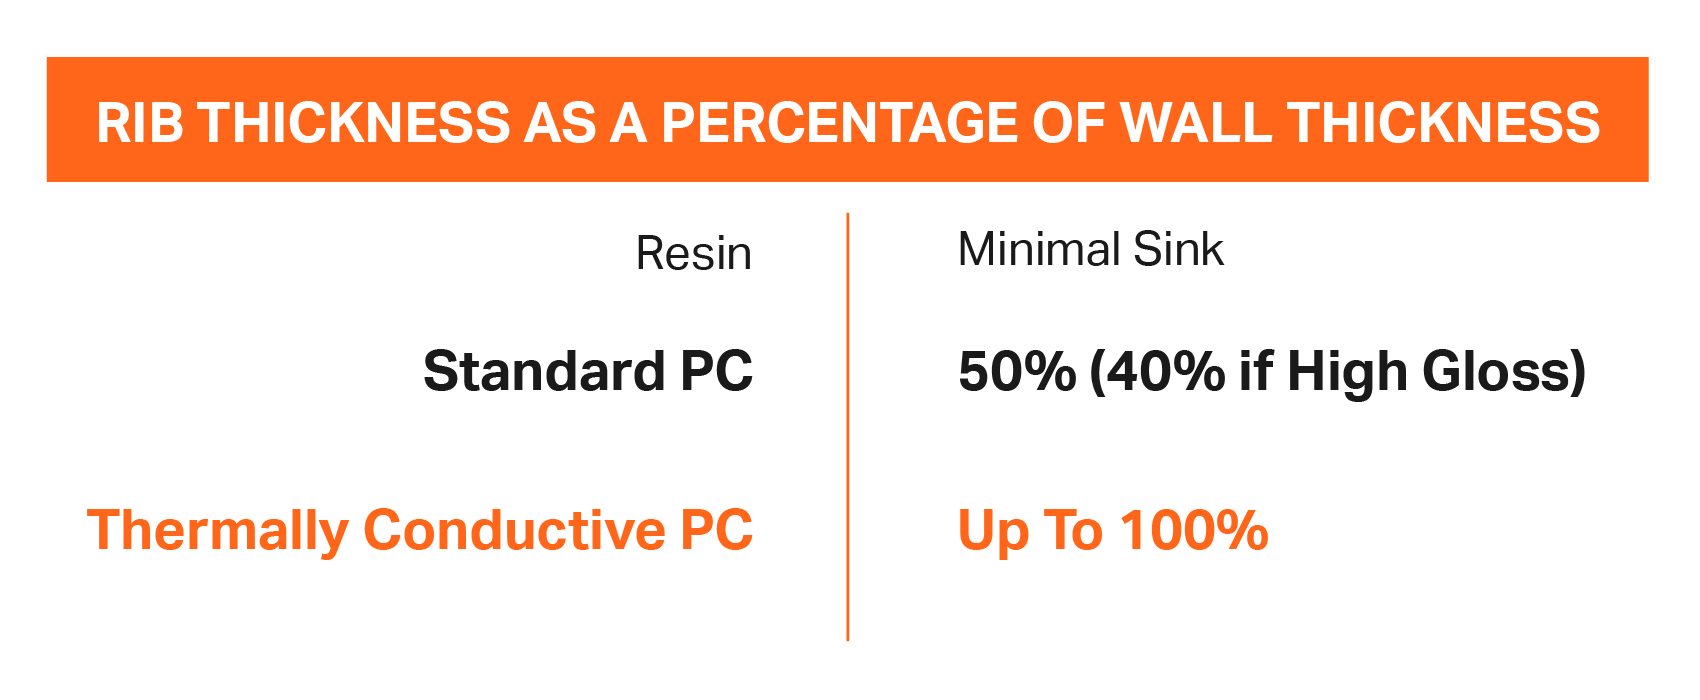 RIB THICKNESS AS A PERCENTAGE OF WALL THICKNESS
Resin Minimal Sink
Standard PC 50% (40% if High Gloss)
Thermally Conductive PC Up To 100%